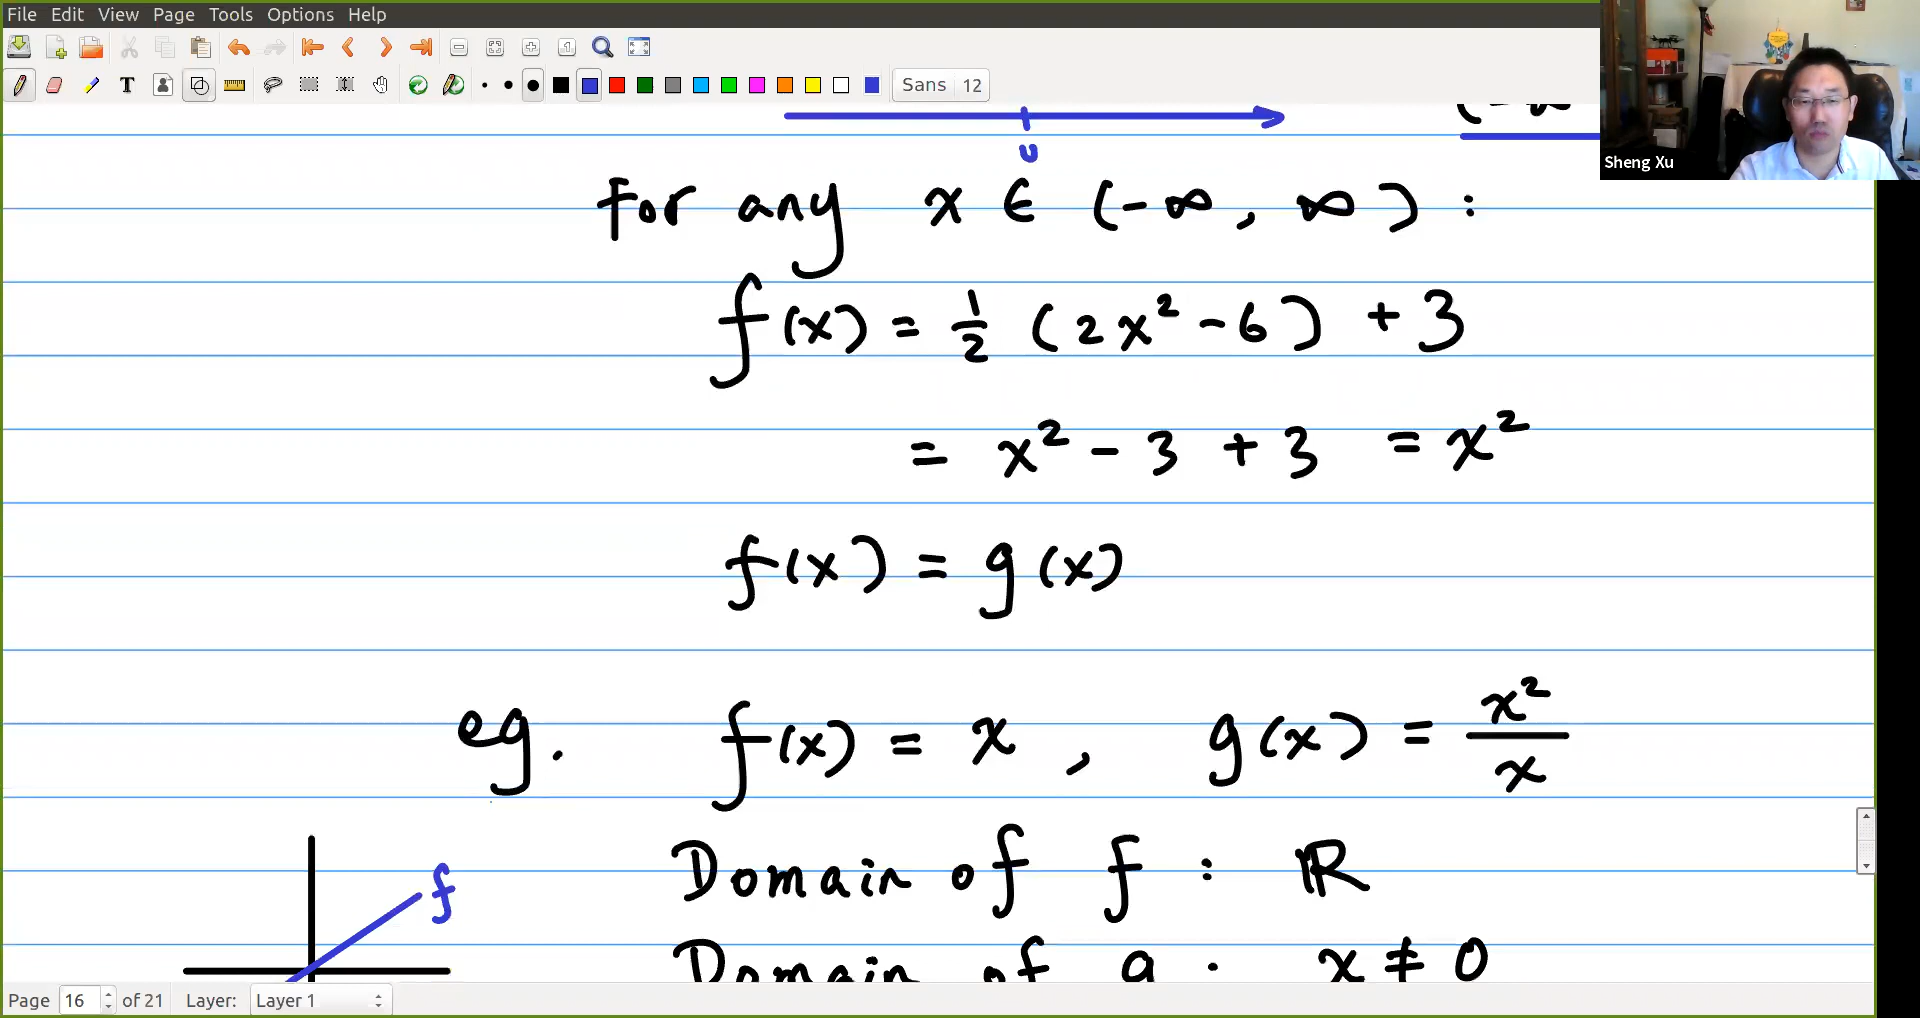 File Edit View Page Tools Options Help
Sans 12
Sheng Xu
(-∞
0
For any x ∈ (-∞, ∞) :
f(x) = 1/2 (2x² - 6) + 3
= x² - 3 + 3 = x²
f(x) = g(x)
eg. f(x) = x , g(x) = x²/x
f
Domain of f : ℝ
Domain of g : x ≠ 0
Page 16 of 21 Layer: Layer 1